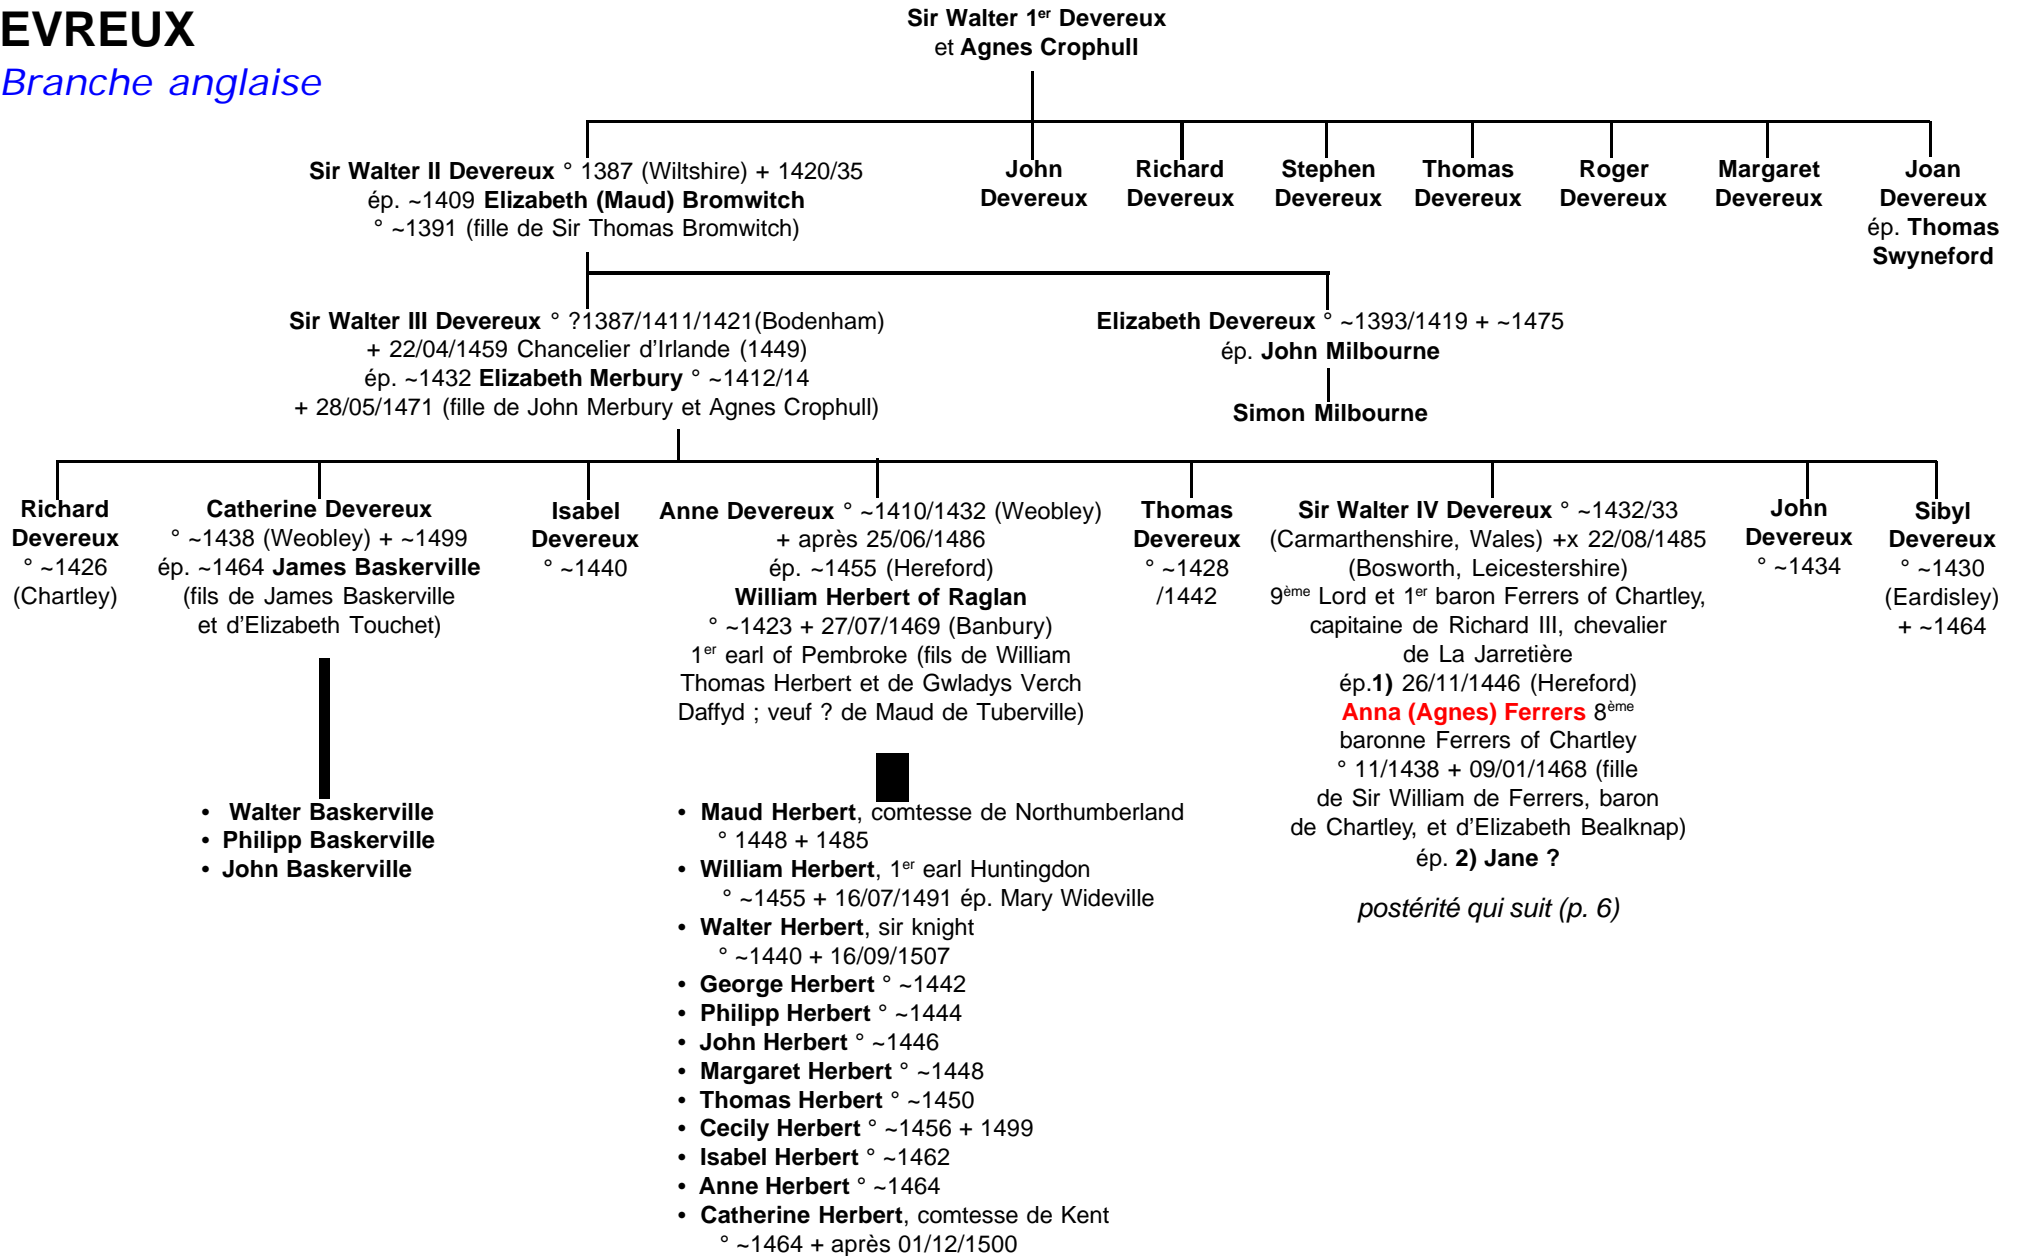 EVREUX
Branche anglaise
Sir Walter 1er Devereux
et Agnes Crophull
Sir Walter II Devereux ° 1387 (Wiltshire) + 1420/35
ép. ~1409 Elizabeth (Maud) Bromwitch
° ~1391 (fille de Sir Thomas Bromwitch)
John
Devereux
Richard
Devereux
Stephen
Devereux
Thomas
Devereux
Roger
Devereux
Margaret
Devereux
Joan
Devereux
ép. Thomas
Swyneford
Sir Walter III Devereux ° ?1387/1411/1421(Bodenham)
+ 22/04/1459 Chancelier d'Irlande (1449)
ép. ~1432 Elizabeth Merbury ° ~1412/14
+ 28/05/1471 (fille de John Merbury et Agnes Crophull)
Elizabeth Devereux ° ~1393/1419 + ~1475
ép. John Milbourne
Simon Milbourne
Richard
Devereux
° ~1426
(Chartley)
Catherine Devereux
° ~1438 (Weobley) + ~1499
ép. ~1464 James Baskerville
(fils de James Baskerville
et d'Elizabeth Touchet)
• Walter Baskerville
• Philipp Baskerville
• John Baskerville
Isabel
Devereux
° ~1440
Anne Devereux ° ~1410/1432 (Weobley)
+ après 25/06/1486
ép. ~1455 (Hereford)
William Herbert of Raglan
° ~1423 + 27/07/1469 (Banbury)
1er earl of Pembroke (fils de William
Thomas Herbert et de Gwladys Verch
Daffyd ; veuf ? de Maud de Tuberville)
• Maud Herbert, comtesse de Northumberland
° 1448 + 1485
• William Herbert, 1er earl Huntingdon
° ~1455 + 16/07/1491 ép. Mary Wideville
• Walter Herbert, sir knight
° ~1440 + 16/09/1507
• George Herbert ° ~1442
• Philipp Herbert ° ~1444
• John Herbert ° ~1446
• Margaret Herbert ° ~1448
• Thomas Herbert ° ~1450
• Cecily Herbert ° ~1456 + 1499
• Isabel Herbert ° ~1462
• Anne Herbert ° ~1464
• Catherine Herbert, comtesse de Kent
° ~1464 + après 01/12/1500
Thomas
Devereux
° ~1428
/1442
Sir Walter IV Devereux ° ~1432/33
(Carmarthenshire, Wales) +x 22/08/1485
(Bosworth, Leicestershire)
9ème Lord et 1er baron Ferrers of Chartley,
capitaine de Richard III, chevalier
de La Jarretière
ép.1) 26/11/1446 (Hereford)
Anna (Agnes) Ferrers 8ème
baronne Ferrers of Chartley
° 11/1438 + 09/01/1468 (fille
de Sir William de Ferrers, baron
de Chartley, et d'Elizabeth Bealknap)
ép. 2) Jane ?
postérité qui suit (p. 6)
John
Devereux
° ~1434
Sibyl
Devereux
° ~1430
(Eardisley)
+ ~1464